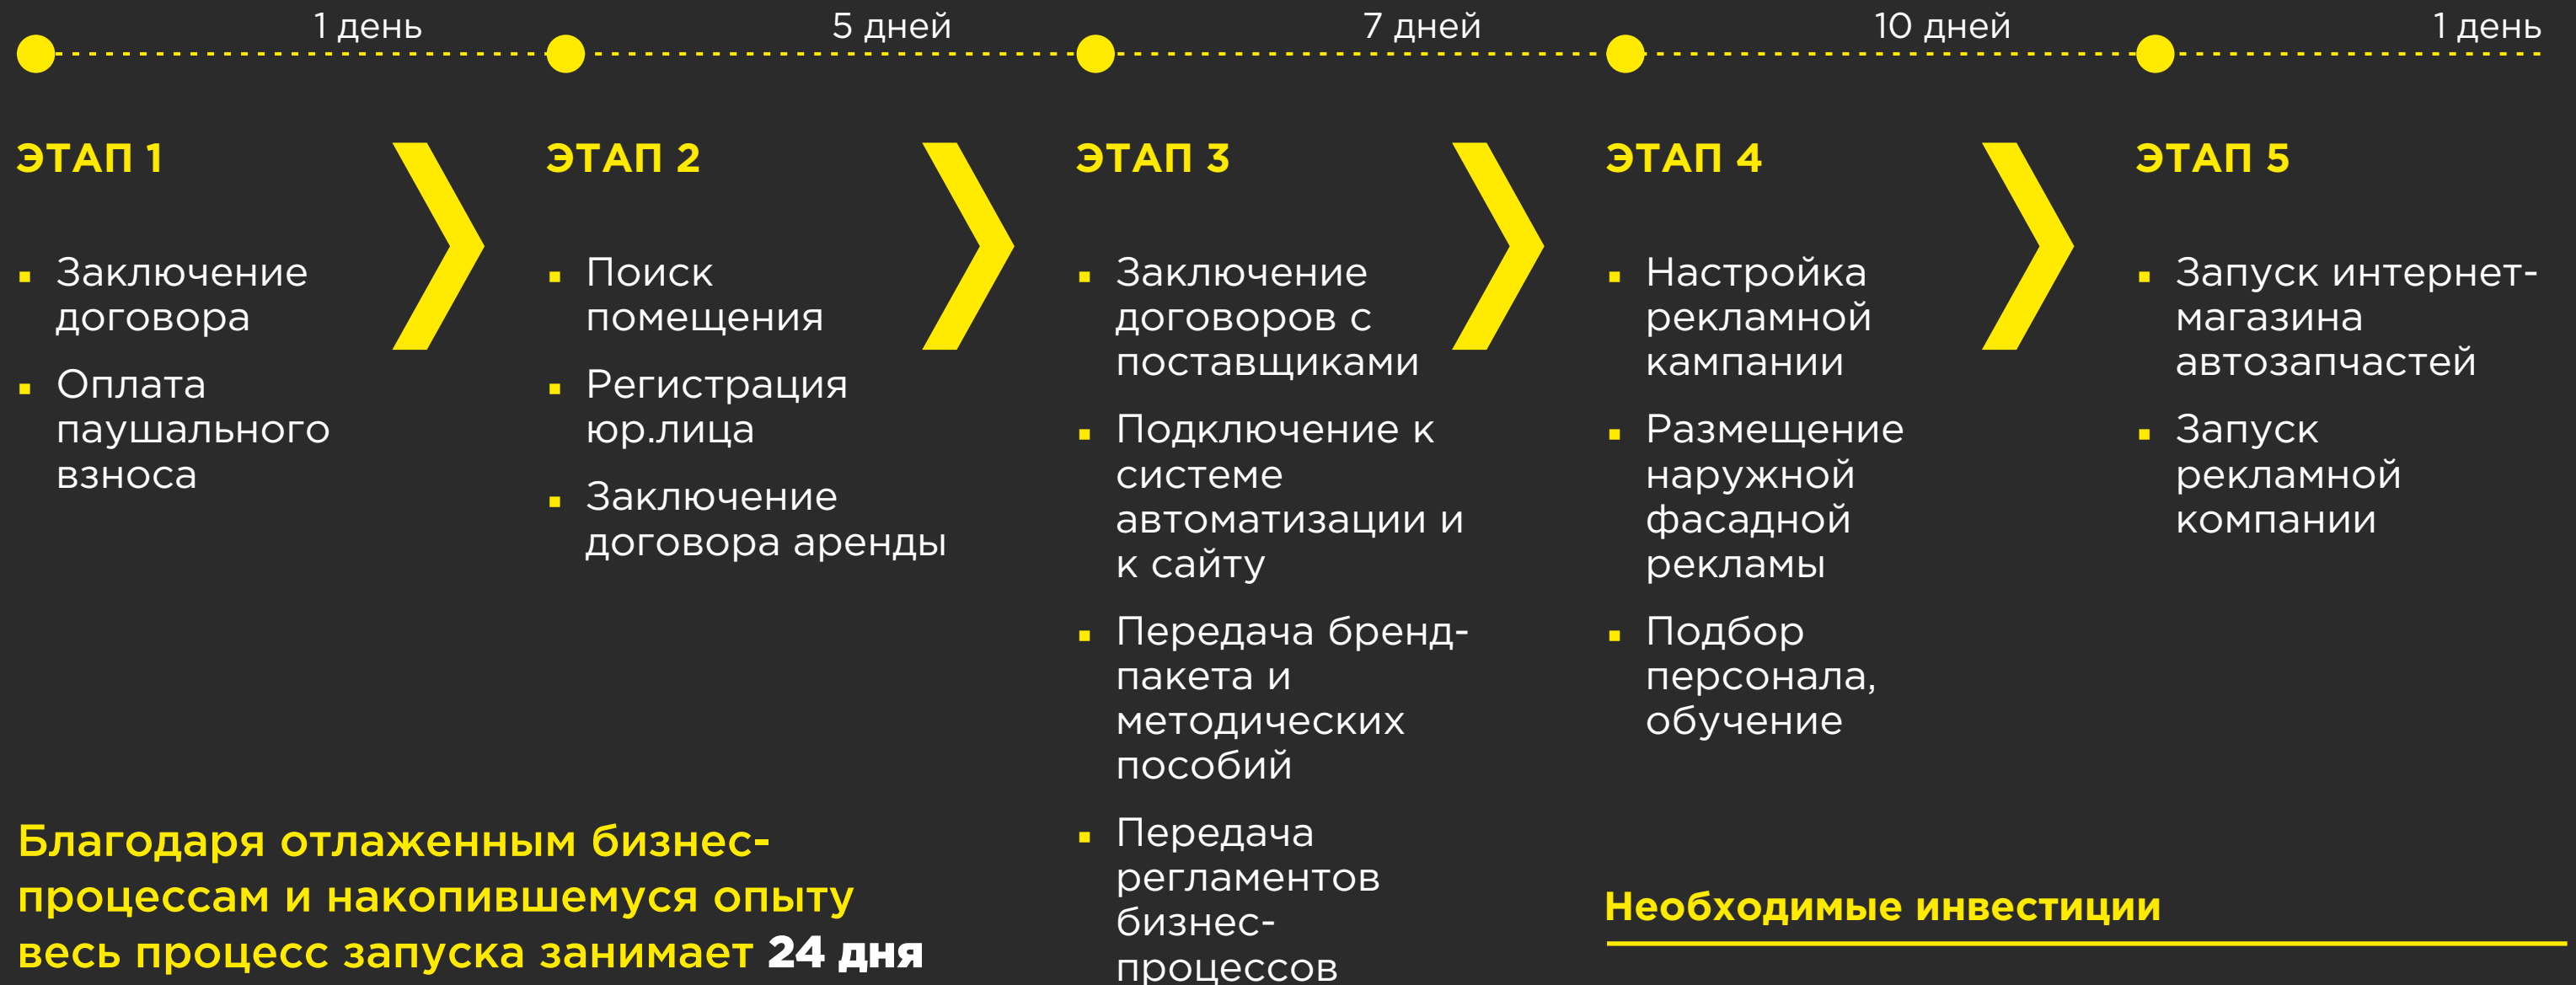 1 день
5 дней
7 дней
10 дней
1 день
ЭТАП 1
Заключение
договора
Оплата
паушального
взноса
ЭТАП 2
Поиск
помещения
Регистрация
юр.лица
Заключение
договора аренды
ЭТАП 3
Заключение
договоров с
поставщиками
Подключение к
системе
автоматизации и
к сайту
Передача бренд-
пакета и
методических
пособий
Передача
регламентов
бизнес-
процессов
ЭТАП 4
Настройка
рекламной
кампании
Размещение
наружной
фасадной
рекламы
Подбор
персонала,
обучение
ЭТАП 5
Запуск интернет-
магазина
автозапчастей
Запуск
рекламной
компании
Благодаря отлаженным бизнес-
процессам и накопившемуся опыту
весь процесс запуска занимает 24 дня
Необходимые инвестиции